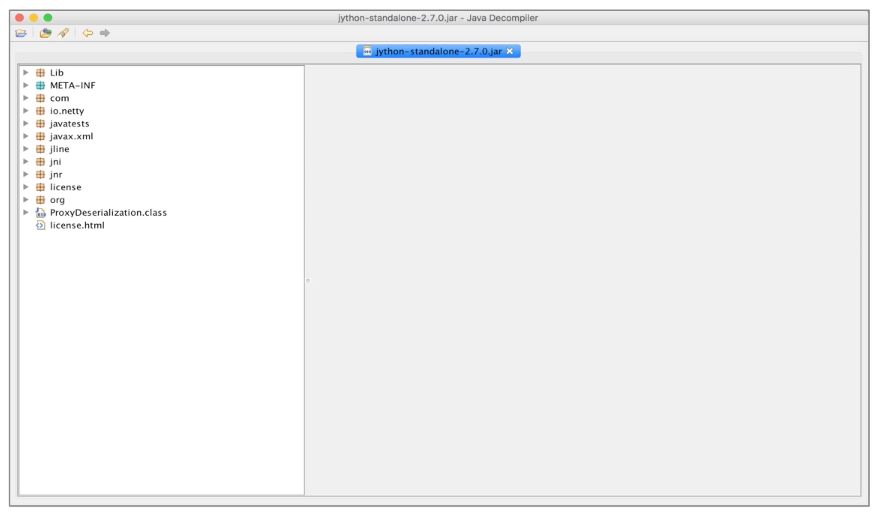 jython-standalone-2.7.0.jar - Java Decompiler
jython-standalone-2.7.0.jar
Lib
META-INF
com
io.netty
javatests
javax.xml
jline
jni
jnr
license
org
ProxyDeserialization.class
license.html